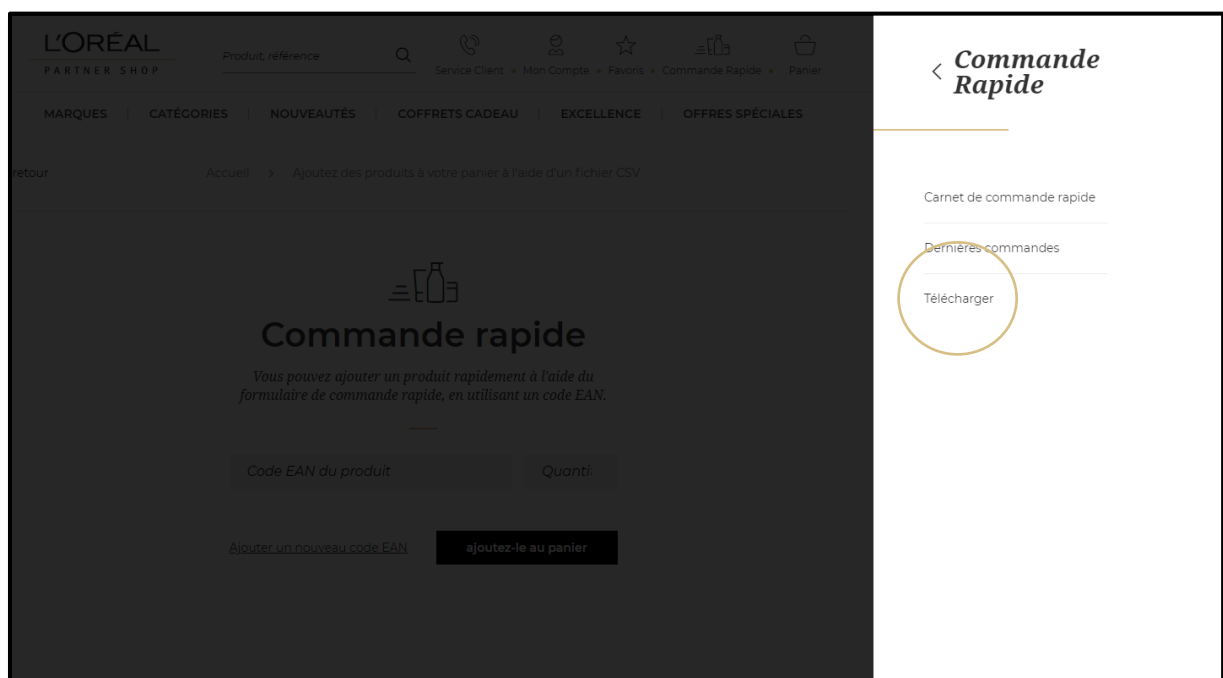 L'ORÉAL
PARTNER SHOP
Produit, référence
Service Client
Mon Compte
Favoris
Commande Rapide
Panier
MARQUES
CATÉGORIES
NOUVEAUTÉS
COFFRETS CADEAU
EXCELLENCE
OFFRES SPÉCIALES
retour
Accueil > Ajoutez des produits à votre panier à l'aide d'un fichier CSV
Commande rapide
Vous pouvez ajouter un produit rapidement à l'aide du
formulaire de commande rapide, en utilisant un code EAN.
Code EAN du produit
Quanti
Ajouter un nouveau code EAN
ajoutez-le au panier
Commande
Rapide
Carnet de commande rapide
Dernières commandes
Télécharger